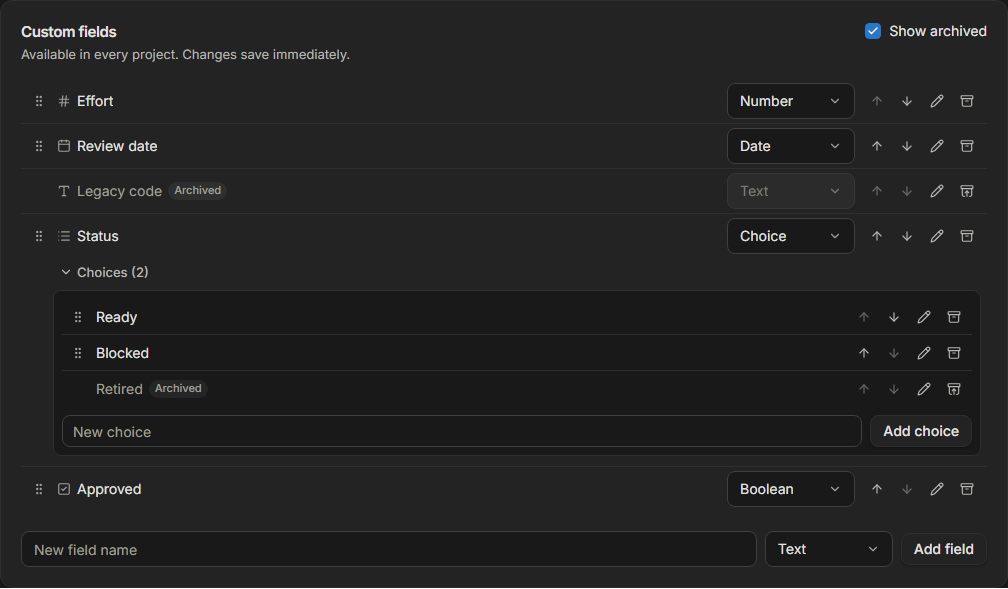 Custom fields
Show archived
Available in every project. Changes save immediately.
Effort
Number
Review date
Date
Legacy code Archived
Text
Status
Choice
Choices (2)
Ready
Blocked
Retired Archived
New choice
Add choice
Approved
Boolean
New field name
Text
Add field